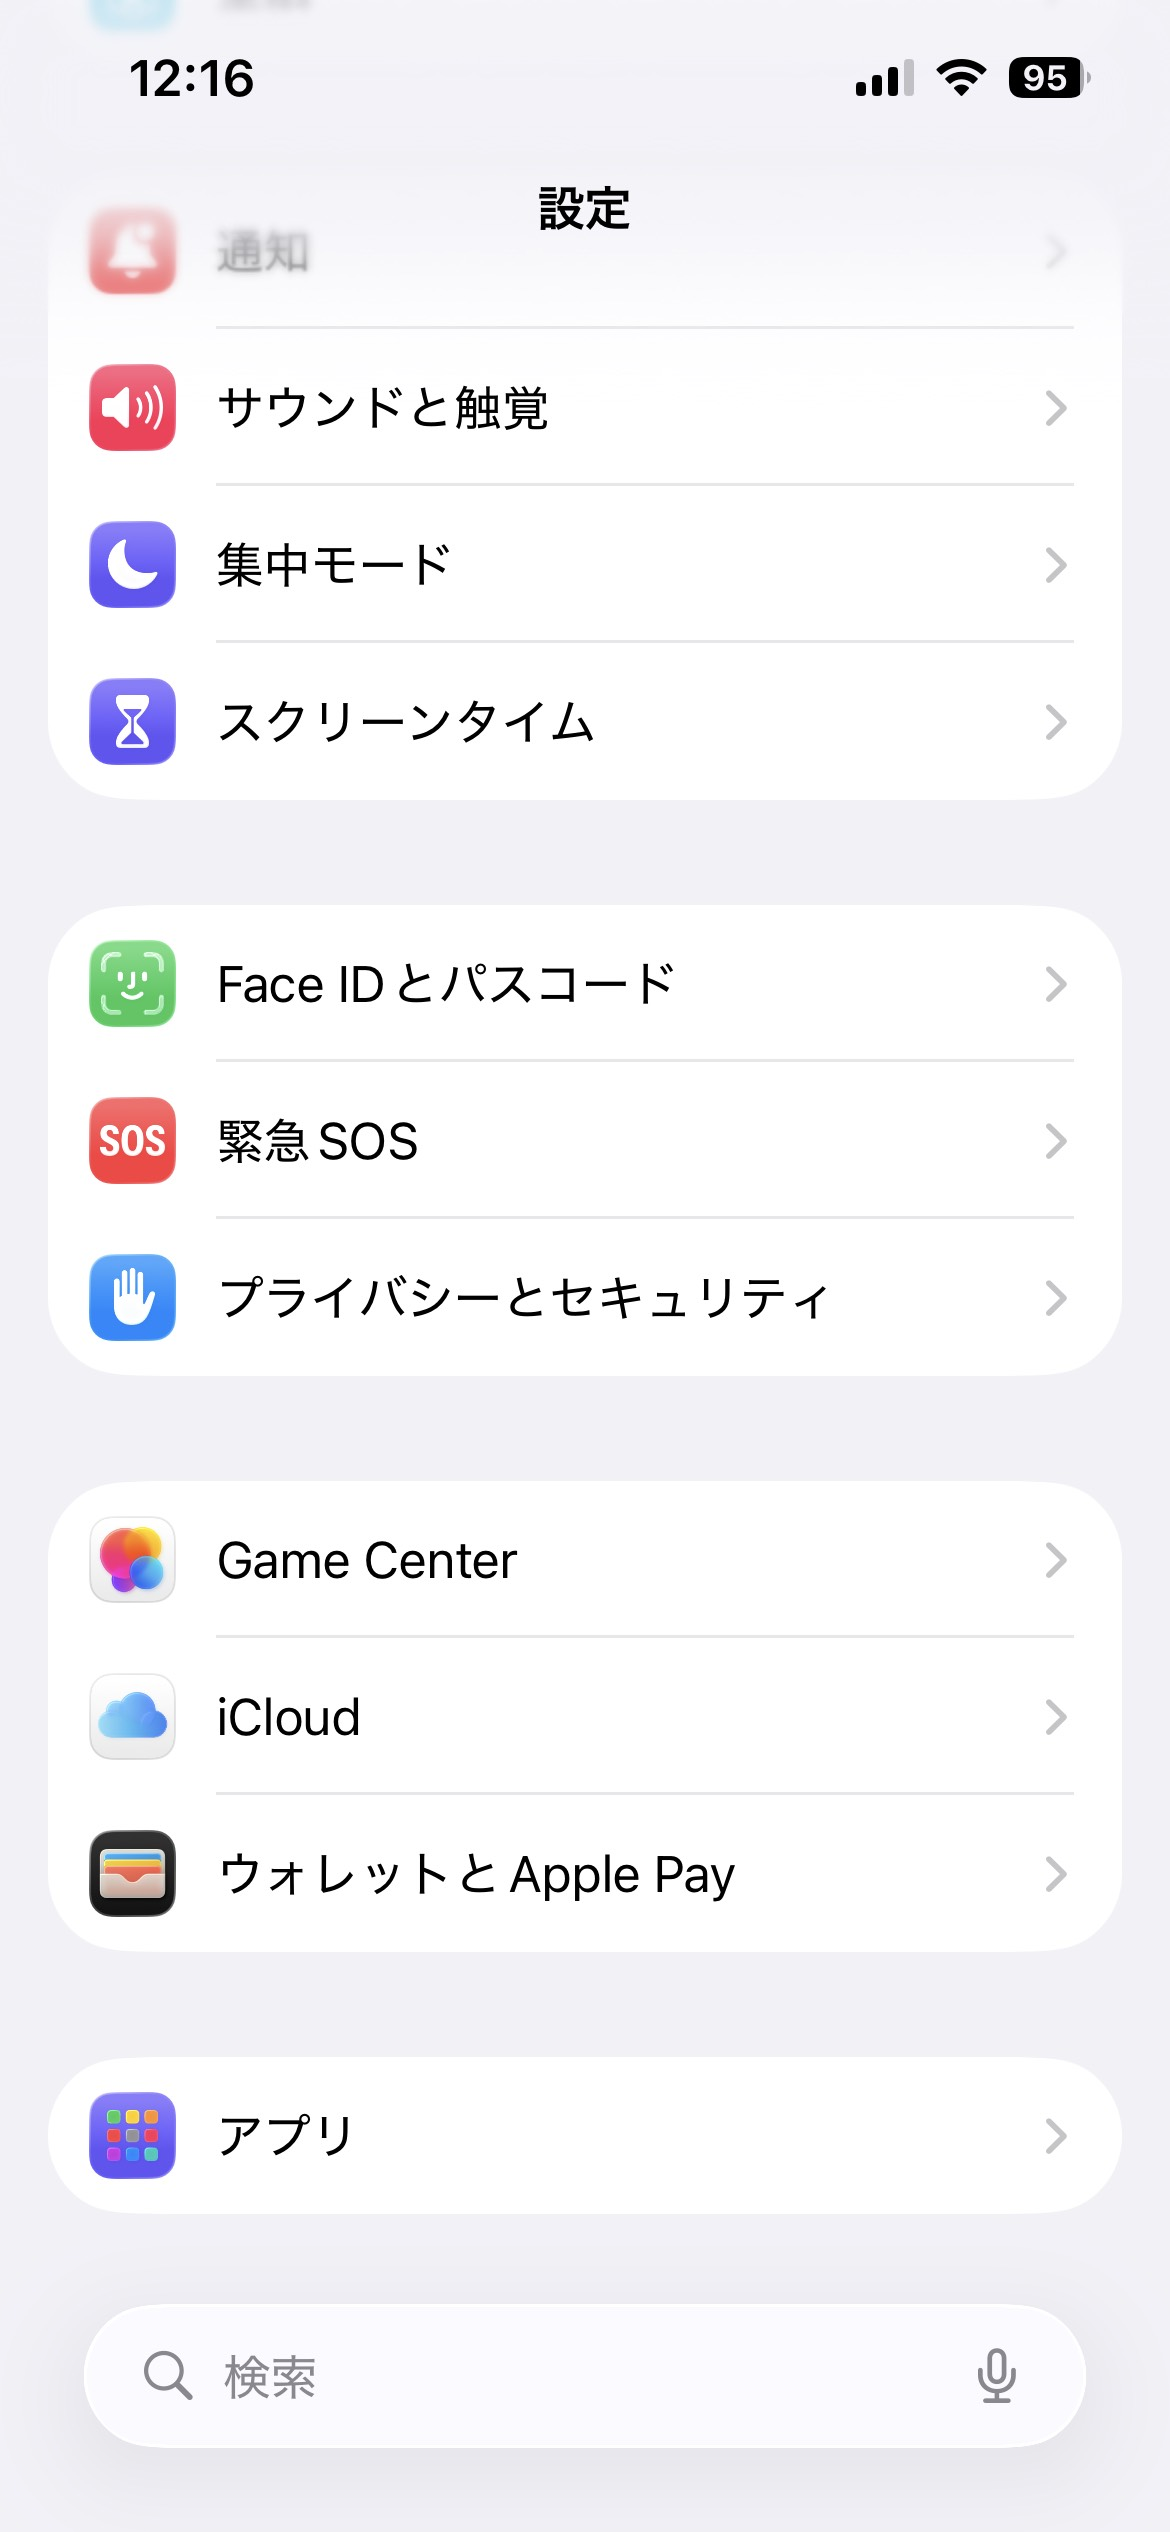 12:16
95
設定
通知
サウンドと触覚
集中モード
スクリーンタイム
Face IDとパスコード
SOS
緊急SOS
プライバシーとセキュリティ
Game Center
iCloud
ウォレットとApple Pay
アプリ
検索